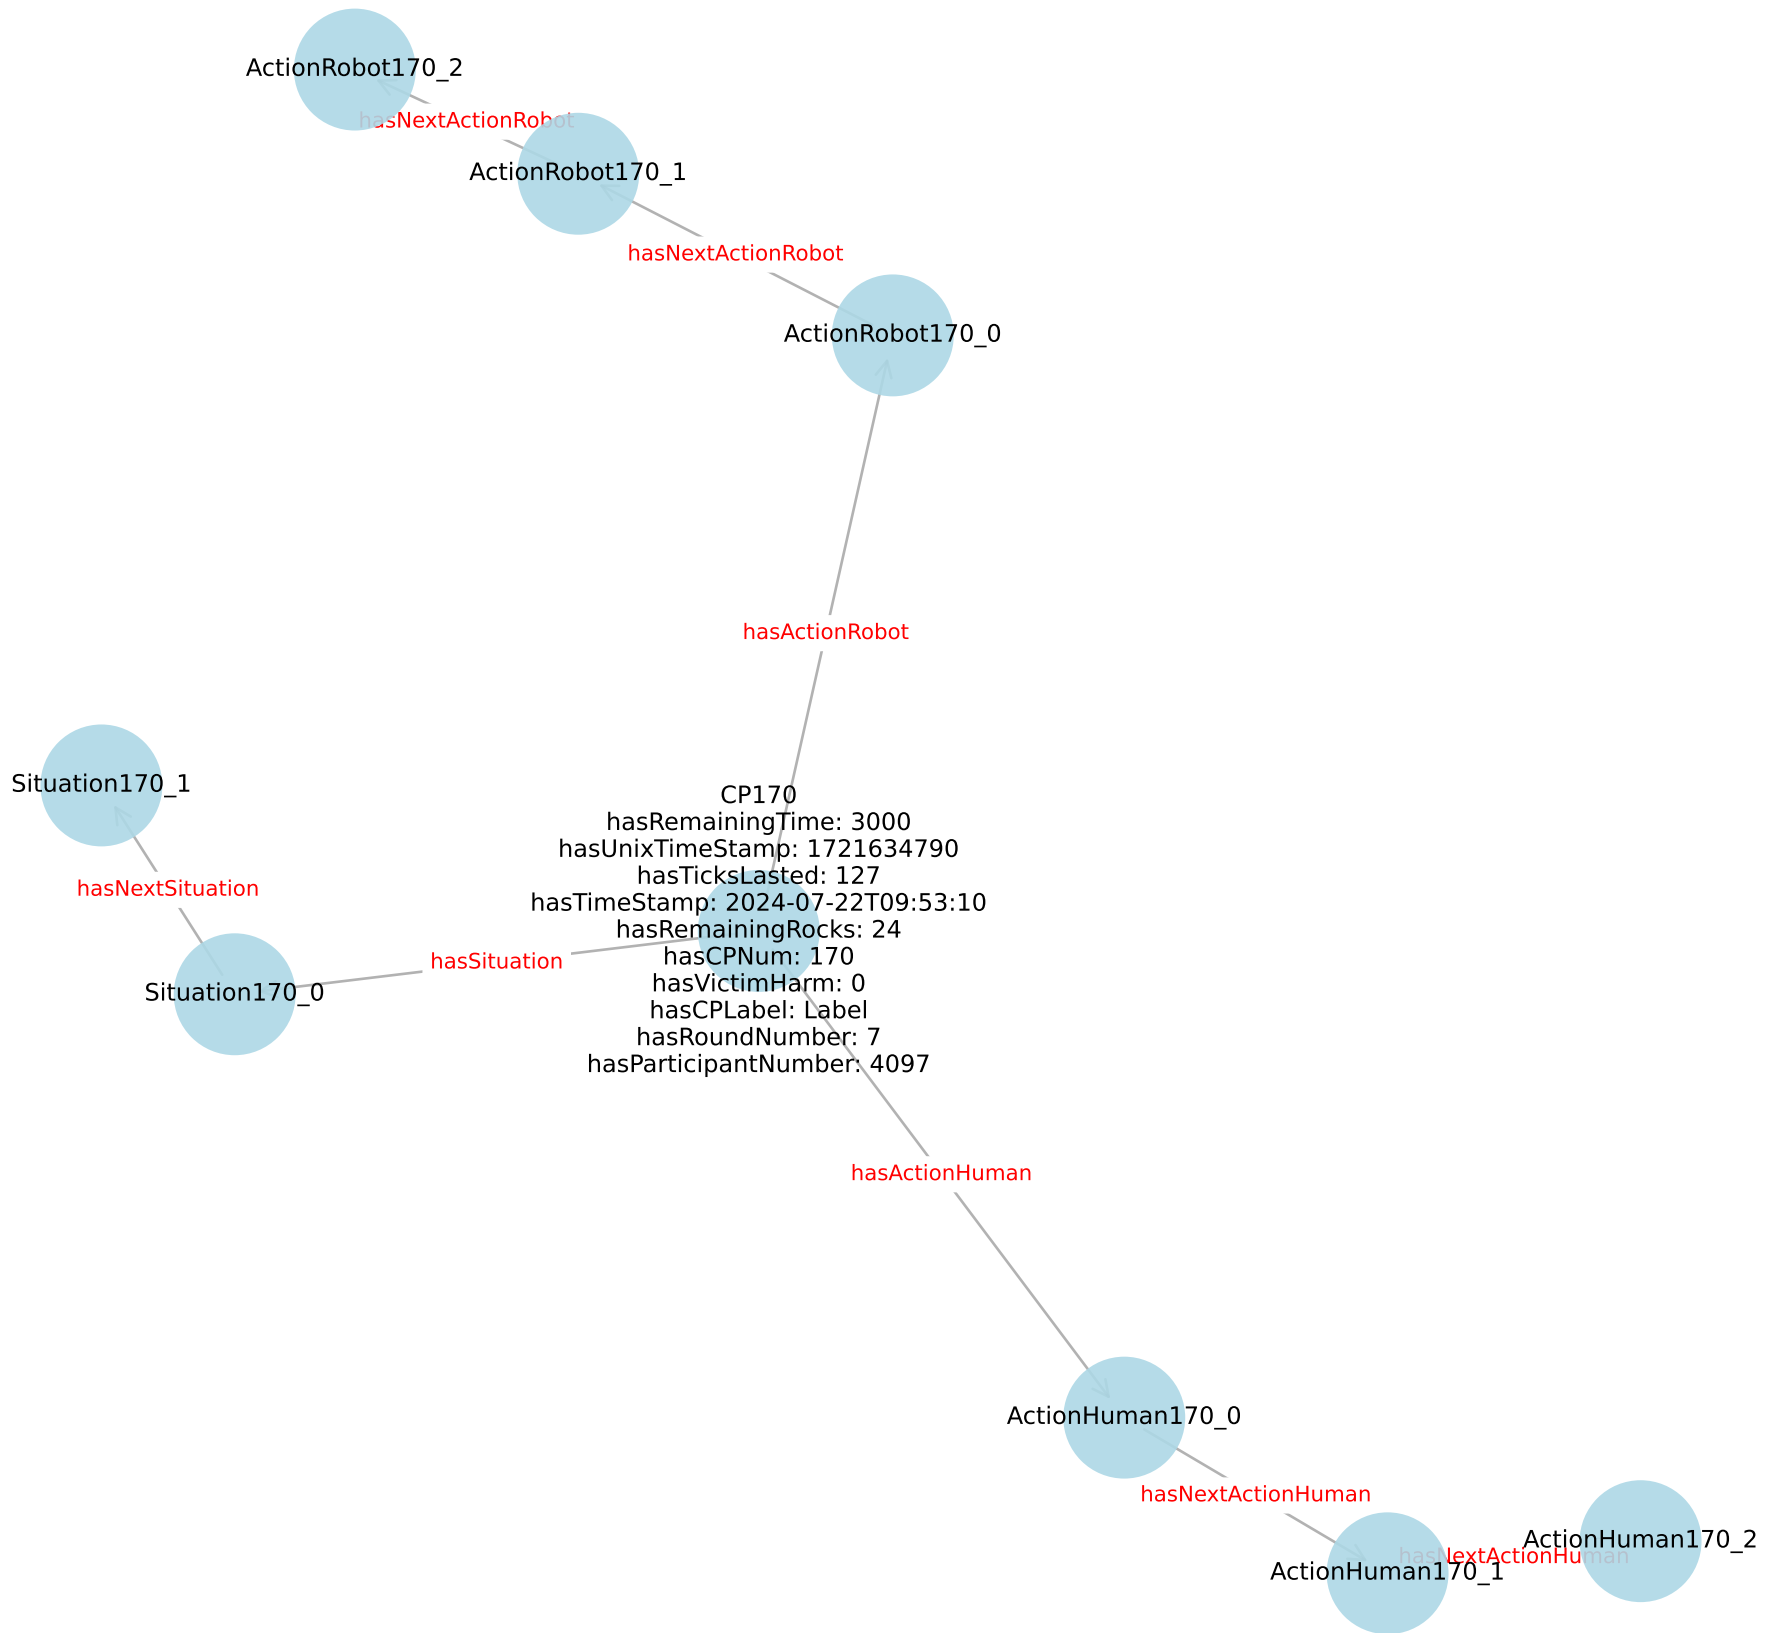 ActionRobot170_2
hasNextActionRobot
ActionRobot170_1
hasNextActionRobot
ActionRobot170_0
hasActionRobot
Situation170_1
CP170
hasRemainingTime: 3000
hasUnixTimeStamp: 1721634790
hasTicksLasted: 127
hasTimeStamp: 2024-07-22T09:53:10
hasRemainingRocks: 24
hasCPNum: 170
hasVictimHarm: 0
hasCPLabel: Label
hasRoundNumber: 7
hasParticipantNumber: 4097
hasNextSituation
hasSituation
Situation170_0
hasActionHuman
ActionHuman170_0
hasNextActionHuman
ActionHuman170_2
hasNextActionHuman
ActionHuman170_1